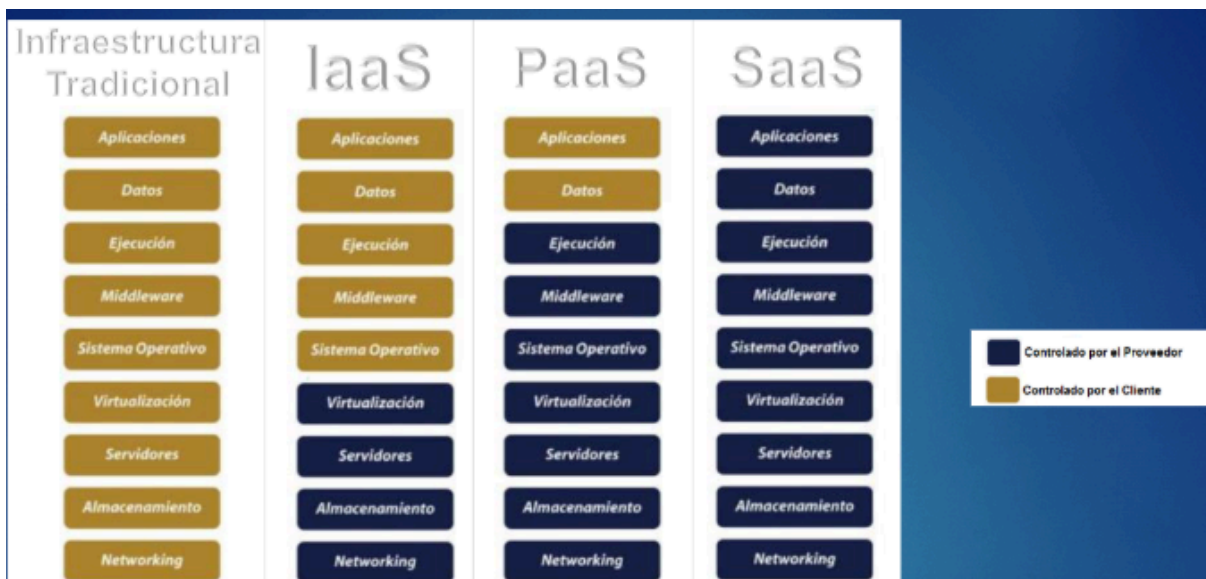 Infraestructura
Tradicional
IaaS
PaaS
SaaS
Aplicaciones
Aplicaciones
Aplicaciones
Aplicaciones
Datos
Datos
Datos
Datos
Ejecución
Ejecución
Ejecución
Ejecución
Middleware
Middleware
Middleware
Middleware
Sistema Operativo
Sistema Operativo
Sistema Operativo
Sistema Operativo
Controlado por el Proveedor
Virtualización
Virtualización
Virtualización
Virtualización
Controlado por el Cliente
Servidores
Servidores
Servidores
Servidores
Almacenamiento
Almacenamiento
Almacenamiento
Almacenamiento
Networking
Networking
Networking
Networking